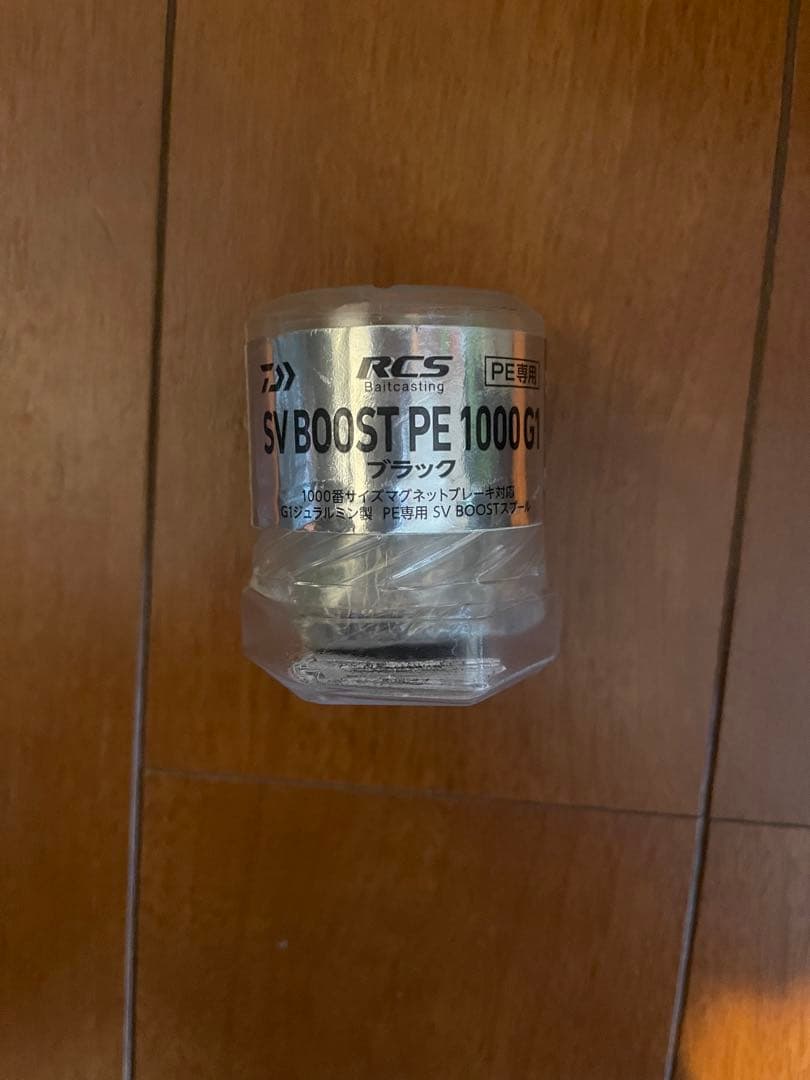 RCS
Baitcasting
PE専用
SV BOOST PE 1000 G1
ブラック
1000番サイズマグネットブレーキ対応
G1ジュラルミン製 PE専用 SV BOOSTスプール